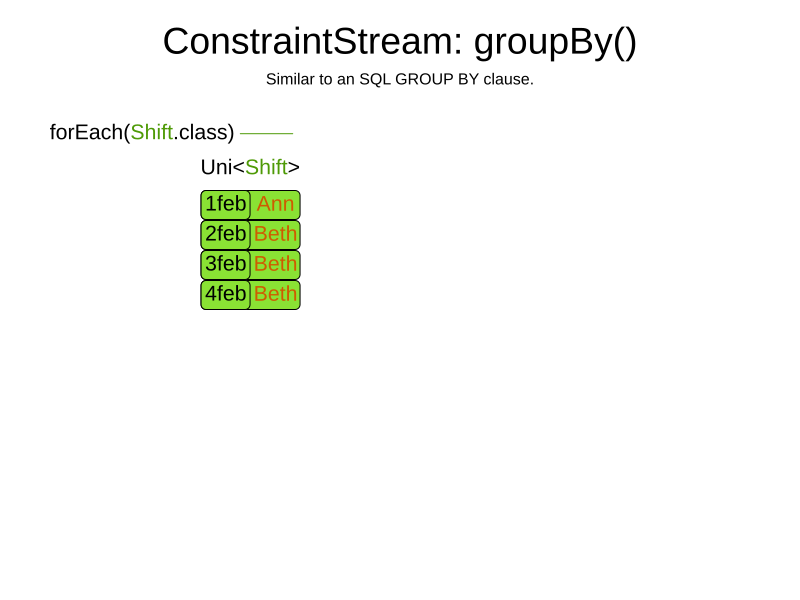 ConstraintStream: groupBy()
Similar to an SQL GROUP BY clause.
forEach(Shift.class)
Uni<Shift>
1feb Ann
2feb Beth
3feb Beth
4feb Beth